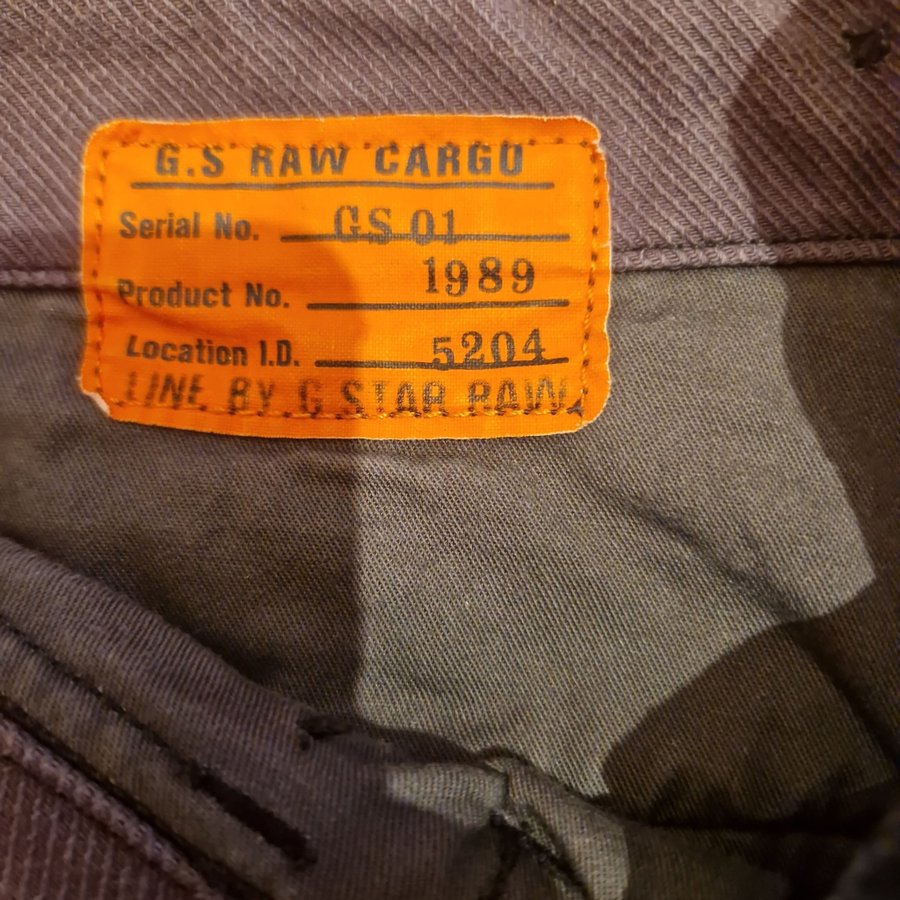 G.S RAW CARGO
Serial No. GS 01
Product No. 1989
Location I.D. 5204
LINE BY G STAR RAW